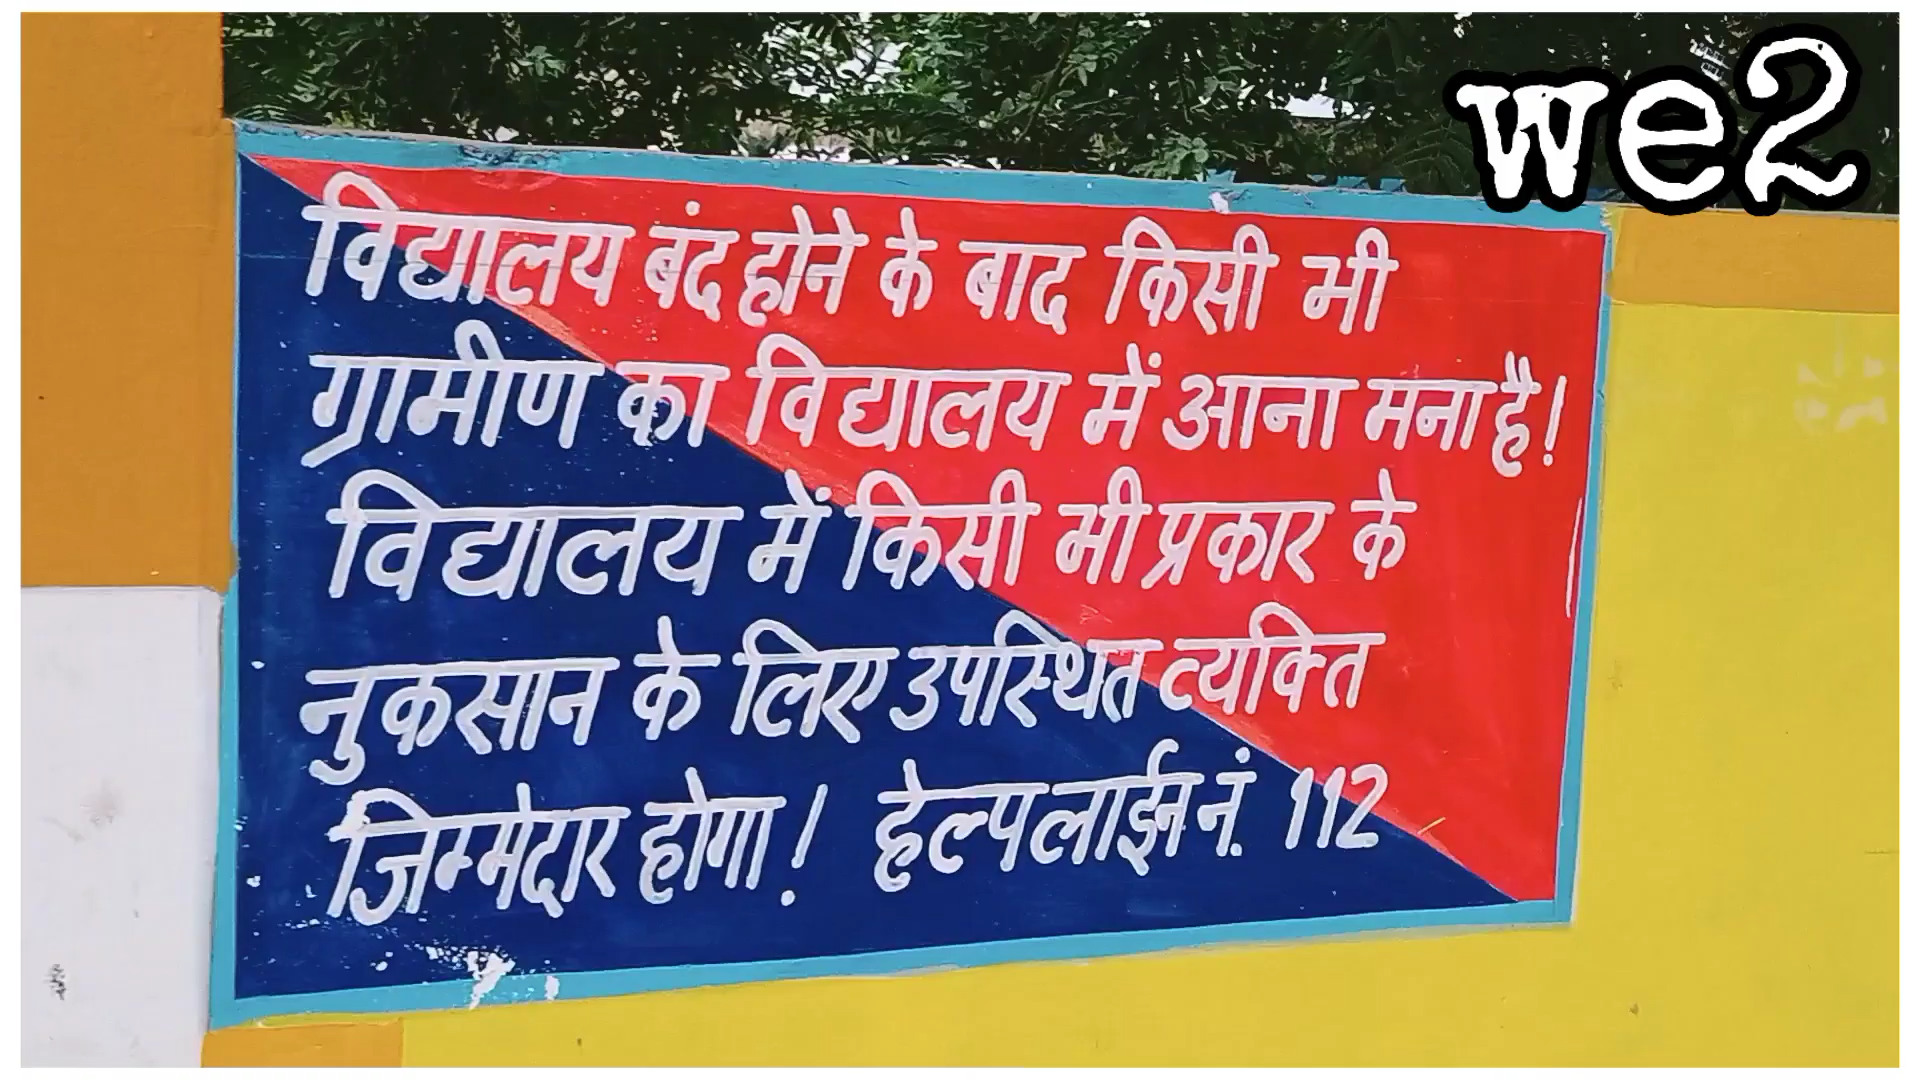 we2
विद्यालय बंद होने के बाद किसी भी
ग्रामीण का विद्यालय में आना मना है!
विद्यालय में किसी भी प्रकार के
नुकसान के लिए उपस्थित व्यक्ति
जिम्मेदार होगा! हेल्पलाईन नं. 112